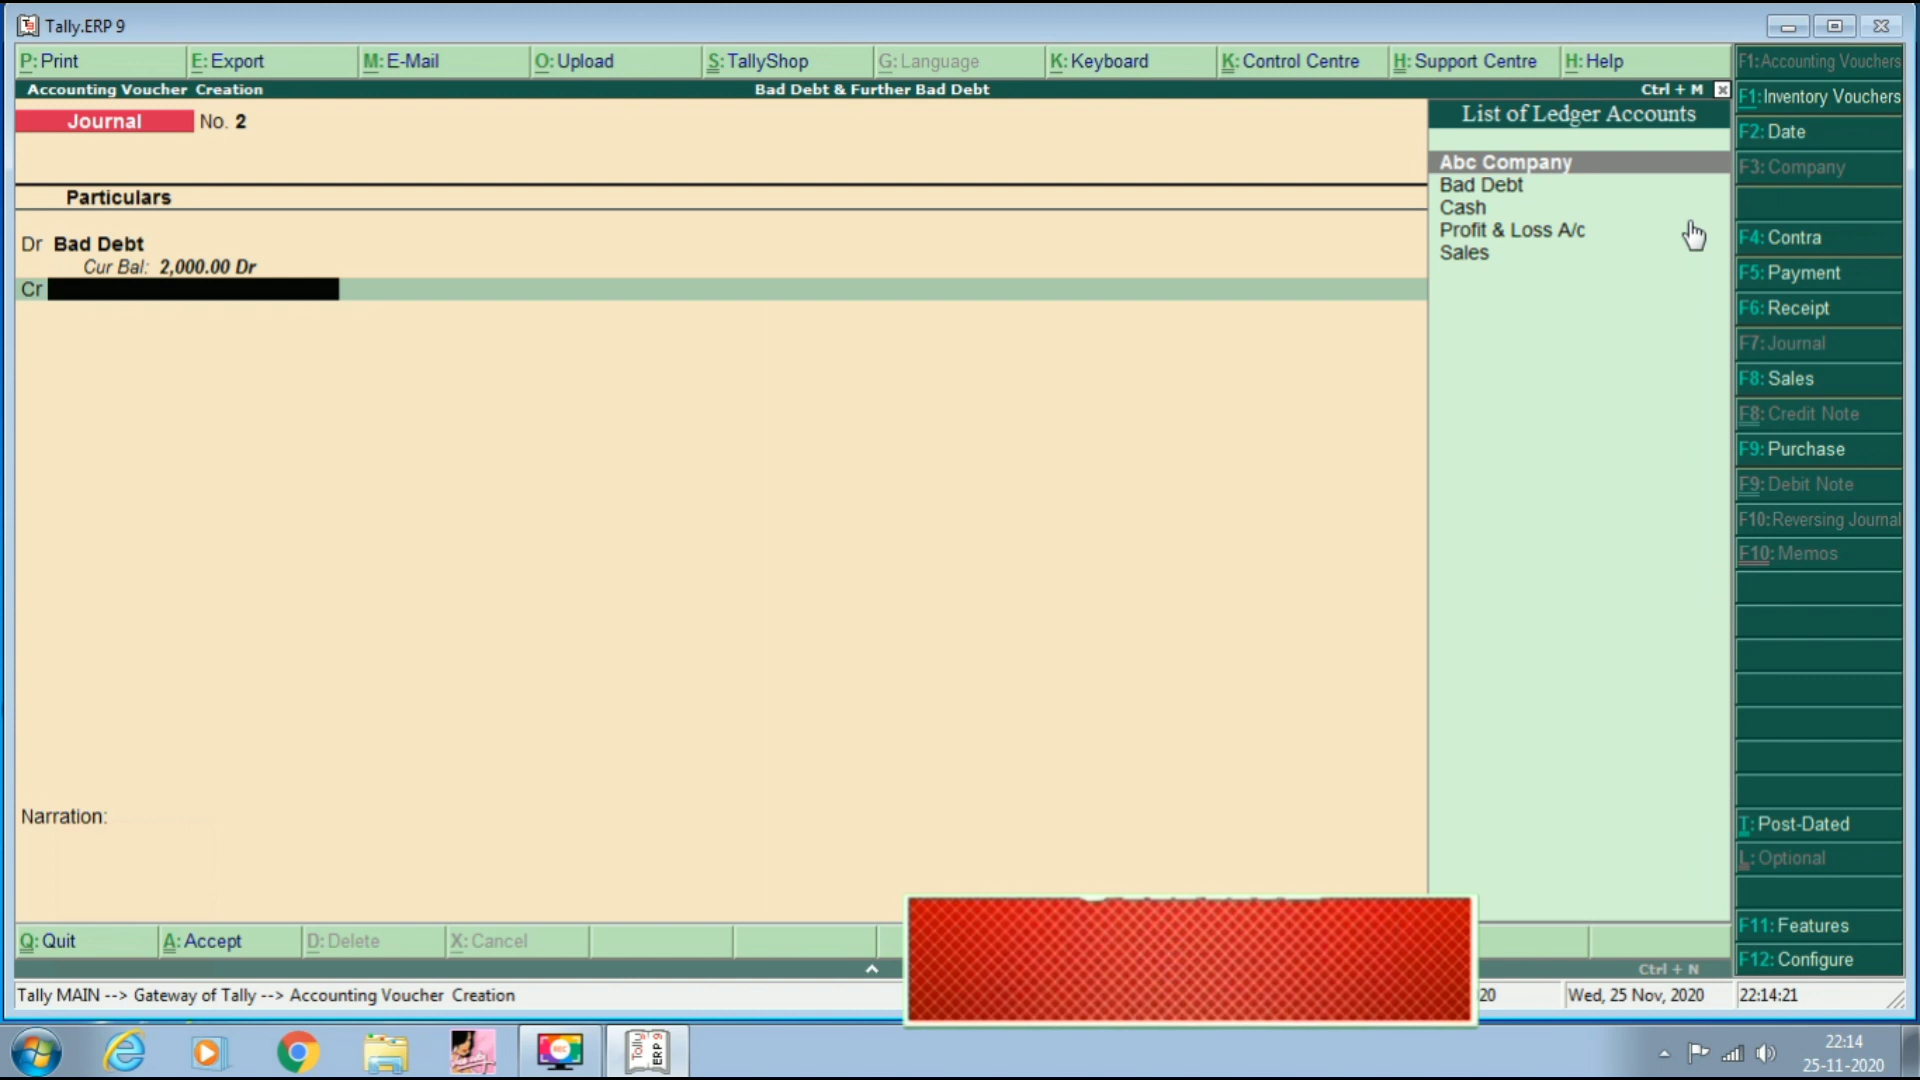 Tally.ERP 9
P: Print
E: Export
M: E-Mail
O: Upload
S: TallyShop
G: Language
K: Keyboard
K: Control Centre
H: Support Centre
H: Help
Accounting Voucher Creation
Bad Debt & Further Bad Debt
Ctrl + M
Journal
No. 2
Particulars
Dr Bad Debt
Cur Bal: 2,000.00 Dr
Cr
Narration:
List of Ledger Accounts
Abc Company
Bad Debt
Cash
Profit & Loss A/c
Sales
F1: Accounting Vouchers
F1: Inventory Vouchers
F2: Date
F3: Company
F4: Contra
F5: Payment
F6: Receipt
F7: Journal
F8: Sales
F8: Credit Note
F9: Purchase
F9: Debit Note
F10: Reversing Journal
F10: Memos
T: Post-Dated
L: Optional
F11: Features
F12: Configure
Q: Quit
A: Accept
D: Delete
X: Cancel
Ctrl + N
Tally MAIN --> Gateway of Tally --> Accounting Voucher Creation
20
Wed, 25 Nov, 2020
22:14:21
Tally
ERP 9
22:14
25-11-2020